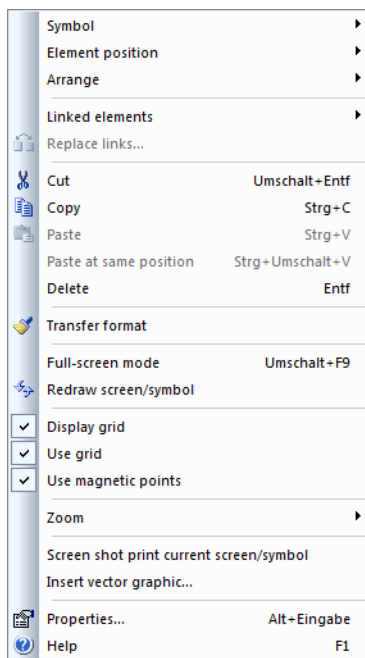 Symbol
Element position
Arrange
Linked elements
Replace links...
Cut Umschalt+Entf
Copy Strg+C
Paste Strg+V
Paste at same position Strg+Umschalt+V
Delete Entf
Transfer format
Full-screen mode Umschalt+F9
Redraw screen/symbol
Display grid
Use grid
Use magnetic points
Zoom
Screen shot print current screen/symbol
Insert vector graphic...
Properties... Alt+Eingabe
Help F1